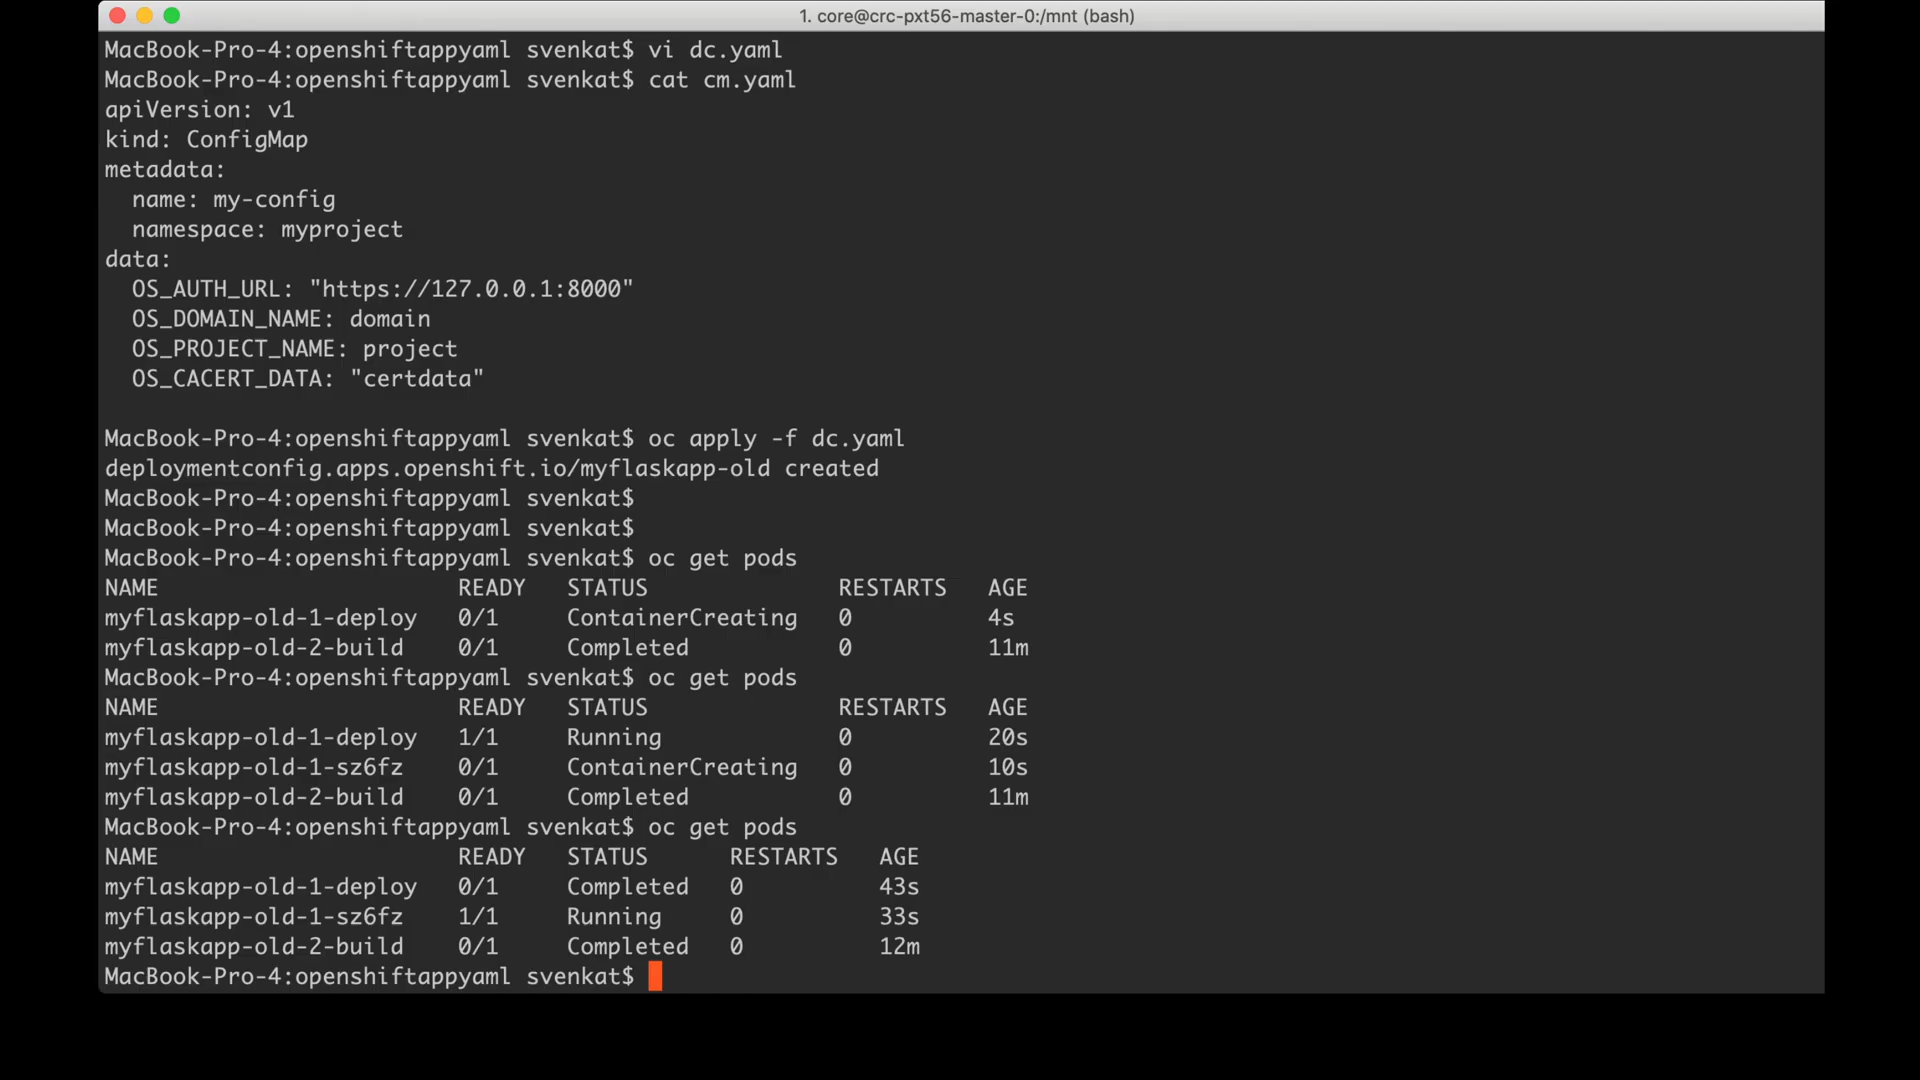 1. core@crc-pxt56-master-0:/mnt (bash)
MacBook-Pro-4:openshiftappyaml svenkat$ vi dc.yaml
MacBook-Pro-4:openshiftappyaml svenkat$ cat cm.yaml
apiVersion: v1
kind: ConfigMap
metadata:
  name: my-config
  namespace: myproject
data:
  OS_AUTH_URL: "https://127.0.0.1:8000"
  OS_DOMAIN_NAME: domain
  OS_PROJECT_NAME: project
  OS_CACERT_DATA: "certdata"
MacBook-Pro-4:openshiftappyaml svenkat$ oc apply -f dc.yaml
deploymentconfig.apps.openshift.io/myflaskapp-old created
MacBook-Pro-4:openshiftappyaml svenkat$
MacBook-Pro-4:openshiftappyaml svenkat$
MacBook-Pro-4:openshiftappyaml svenkat$ oc get pods
NAME                      READY   STATUS              RESTARTS   AGE
myflaskapp-old-1-deploy   0/1     ContainerCreating   0          4s
myflaskapp-old-2-build    0/1     Completed           0          11m
MacBook-Pro-4:openshiftappyaml svenkat$ oc get pods
NAME                      READY   STATUS              RESTARTS   AGE
myflaskapp-old-1-deploy   1/1     Running             0          20s
myflaskapp-old-1-sz6fz    0/1     ContainerCreating   0          10s
myflaskapp-old-2-build    0/1     Completed           0          11m
MacBook-Pro-4:openshiftappyaml svenkat$ oc get pods
NAME                      READY   STATUS      RESTARTS   AGE
myflaskapp-old-1-deploy   0/1     Completed   0          43s
myflaskapp-old-1-sz6fz    1/1     Running     0          33s
myflaskapp-old-2-build    0/1     Completed   0          12m
MacBook-Pro-4:openshiftappyaml svenkat$